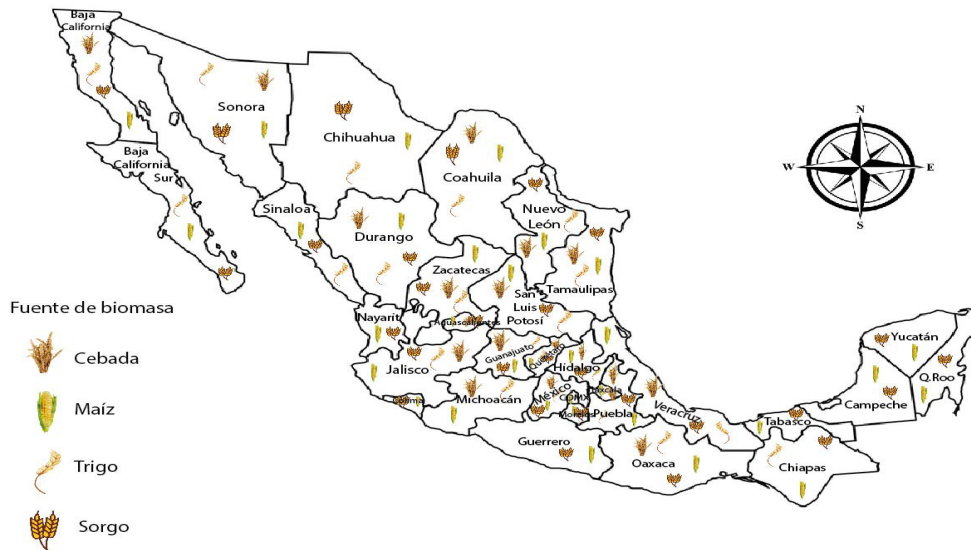 Baja
California
Sonora
Chihuahua
Baja
California
Sur
Coahuila
Sinaloa
Durango
Nuevo
León
Zacatecas
San
Luis
Potosí
Tamaulipas
Nayarít
Aguascalientes
Jalisco
Guanajuato
Querétaro
Hidalgo
Colima
Michoacán
México
CDMX
Tlaxcala
Morelos
Puebla
Veracruz
Guerrero
Oaxaca
Tabasco
Chiapas
Campeche
Yucatán
Q.Roo
N
W
E
S
Fuente de biomasa
Cebada
Maíz
Trigo
Sorgo